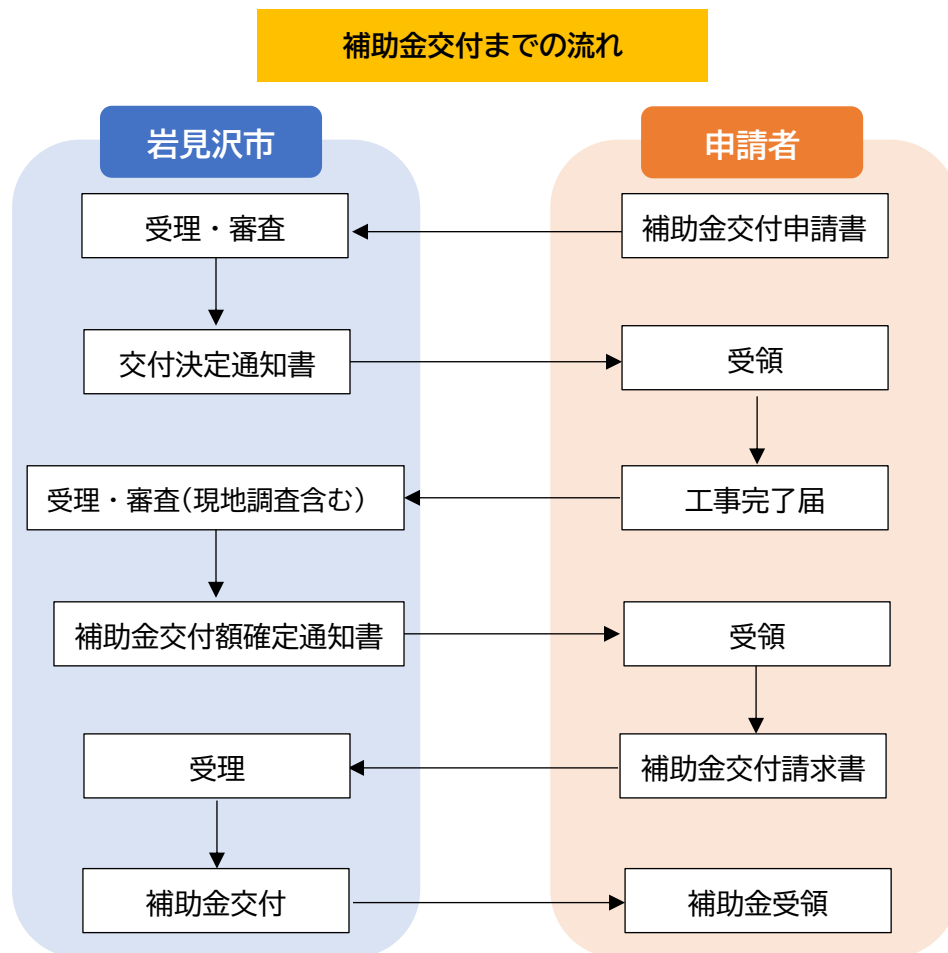 補助金交付までの流れ
岩見沢市
申請者
受理・審査
補助金交付申請書
交付決定通知書
受領
受理・審査(現地調査含む)
工事完了届
補助金交付額確定通知書
受領
受理
補助金交付請求書
補助金交付
補助金受領